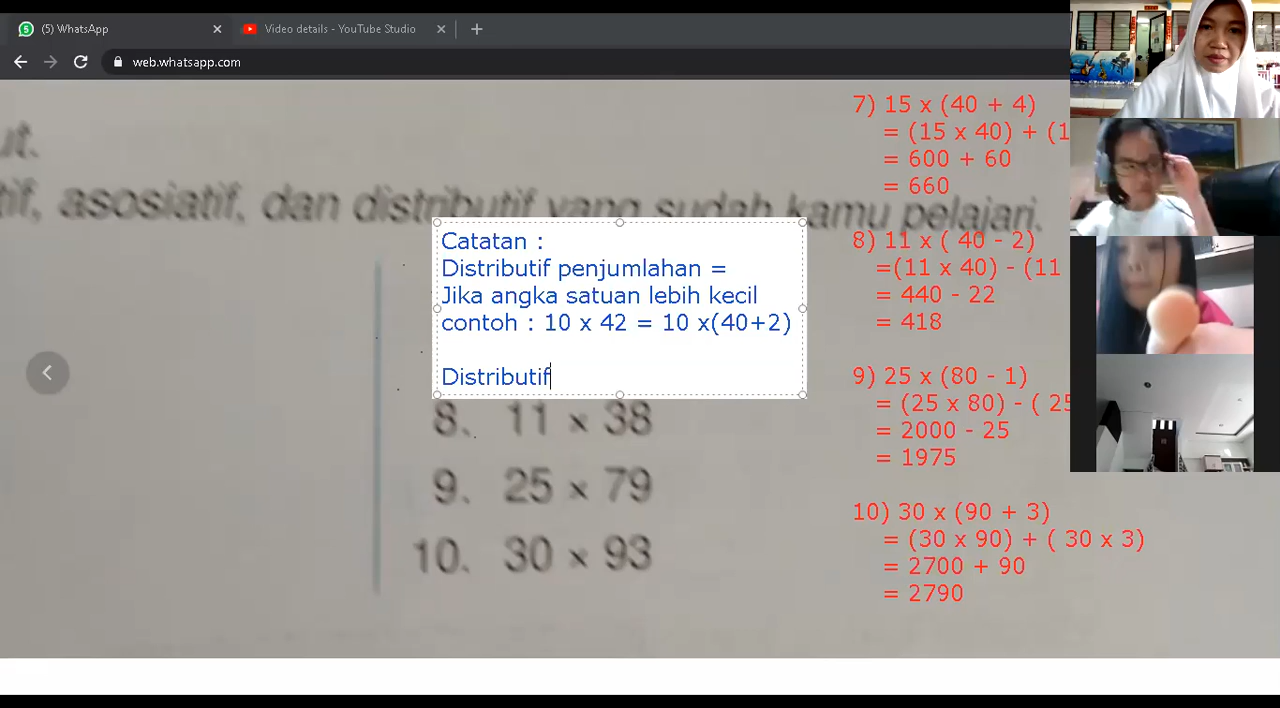 (5) WhatsApp
Video details - YouTube Studio
web.whatsapp.com
ut.
tif, asosiatif, dan distributif yang sudah kamu pelajari.
Catatan :
Distributif penjumlahan =
Jika angka satuan lebih kecil
contoh : 10 x 42 = 10 x(40+2)
Distributif
8. 11 × 38
9. 25 × 79
10. 30 × 93
7) 15 x (40 + 4)
= (15 x 40) + (1
= 600 + 60
= 660
8) 11 x ( 40 - 2)
=(11 x 40) - (11
= 440 - 22
= 418
9) 25 x (80 - 1)
= (25 x 80) - ( 25
= 2000 - 25
= 1975
10) 30 x (90 + 3)
= (30 x 90) + ( 30 x 3)
= 2700 + 90
= 2790